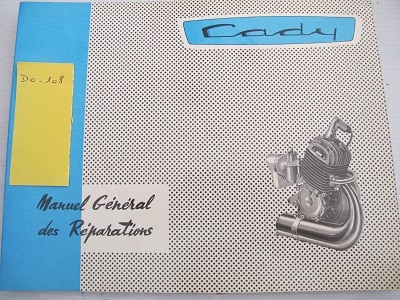 Cady
Do-108
Manuel Général
des Réparations